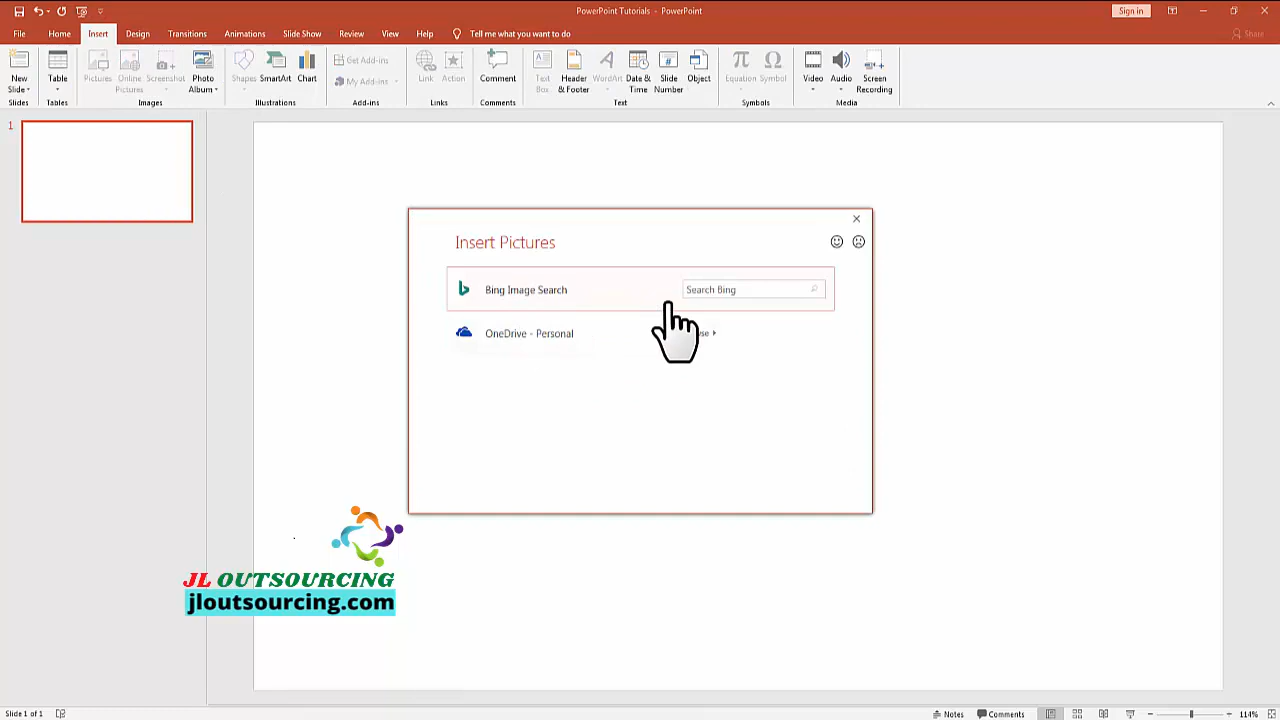 PowerPoint Tutorials - PowerPoint
Sign in
File Home Insert Design Transitions Animations Slide Show Review View Help Tell me what you want to do Share
New Slide
Table
Pictures
Online Pictures
Screenshot
Photo Album
Shapes
SmartArt
Chart
Get Add-ins
My Add-ins
Link
Action
Comment
Text Box
Header & Footer
WordArt
Date & Time
Slide Number
Object
Equation
Symbol
Video
Audio
Screen Recording
Slides Tables Images Illustrations Add-ins Links Comments Text Symbols Media
1
Insert Pictures
Bing Image Search
Search Bing
OneDrive - Personal
JL OUTSOURCING
jloutsourcing.com
Slide 1 of 1
Notes
Comments
114%